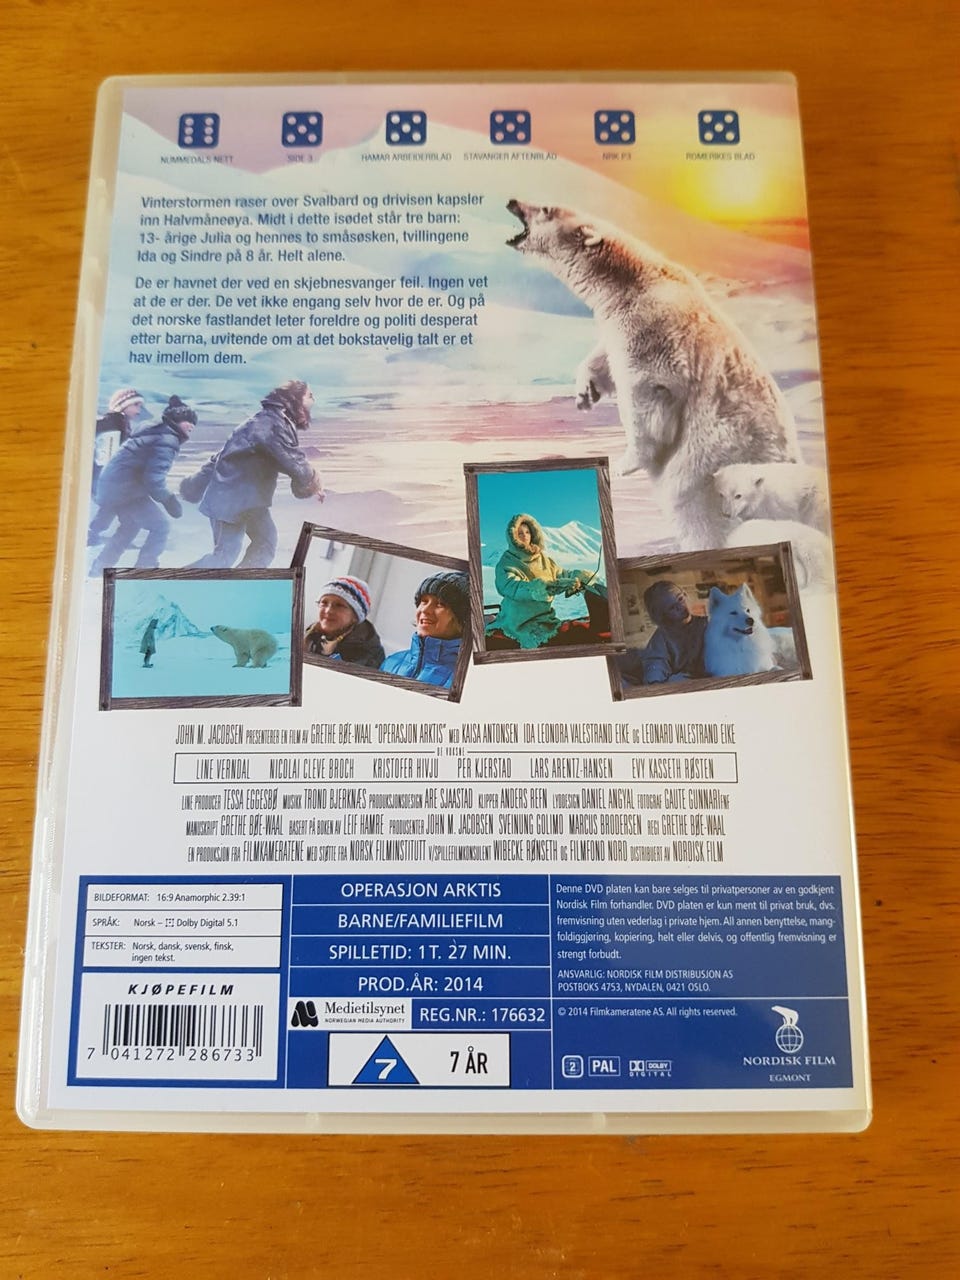 NUMMEDALS NETT
SIDE 3
HAMAR ARBEIDERBLAD
STAVANGER AFTENBLAD
NRK P3
ROMERIKES BLAD
Vinterstormen raser over Svalbard og drivisen kapsler
inn Halvmåneøya. Midt i dette isødet står tre barn:
13- årige Julia og hennes to småsøsken, tvillingene
Ida og Sindre på 8 år. Helt alene.
De er havnet der ved en skjebnesvanger feil. Ingen vet
at de er der. De vet ikke engang selv hvor de er. Og på
det norske fastlandet leter foreldre og politi desperat
etter barna, uvitende om at det bokstavelig talt er et
hav imellom dem.
JOHN M. JACOBSEN PRESENTERER EN FILM AV GRETHE BØE-WAAL "OPERASJON ARKTIS" MED KAISA ANTONSEN IDA LEONORA VALESTRAND EIKE OG LEONARD VALESTRAND EIKE
DE VOKSNE
LINE VERNDAL NICOLAI CLEVE BROCH KRISTOFER HIVJU PER KJERSTAD LARS ARENTZ-HANSEN EVY KASSETH RØSTEN
LINE PRODUCER TESSA EGGESBØ MUSIKK TROND BJERKNÆS PRODUKSJONSDESIGN ARE SJAASTAD KLIPPER ANDERS REFN LYDDESIGN DANIEL ANGYAL FOTOGRAF GAUTE GUNNARI FNF
MANUSKRIPT GRETHE BØE-WAAL BASERT PÅ BOKEN AV LEIF HAMRE PRODUSENTER JOHN M. JACOBSEN SVEINUNG GOLIMO MARCUS BRODERSEN REGI GRETHE BØE-WAAL
EN PRODUKSJON FRA FILMKAMERATENE MED STØTTE FRA NORSK FILMINSTITUTT V/SPILLEFILMKONSULENT WIBECKE RØNSETH OG FILMFOND NORD DISTRIBUERT AV NORDISK FILM
BILDEFORMAT: 16:9 Anamorphic 2.39:1
SPRÅK: Norsk – Dolby Digital 5.1
TEKSTER: Norsk, dansk, svensk, finsk,
ingen tekst.
KJØPEFILM
7 041272 286733
OPERASJON ARKTIS
BARNE/FAMILIEFILM
SPILLETID: 1 T. 27 MIN.
PROD.ÅR: 2014
Medietilsynet
NORWEGIAN MEDIA AUTHORITY
REG.NR.: 176632
7
7 ÅR
Denne DVD platen kan bare selges til privatpersoner av en godkjent
Nordisk Film forhandler. DVD platen er kun ment til privat bruk, dvs.
fremvisning uten vederlag i private hjem. All annen benyttelse, mang-
foldiggjøring, kopiering, helt eller delvis, og offentlig fremvisning er
strengt forbudt.
ANSVARLIG: NORDISK FILM DISTRIBUSJON AS
POSTBOKS 4753, NYDALEN, 0421 OSLO.
© 2014 Filmkameratene AS. All rights reserved.
2
PAL
DOLBY
DIGITAL
NORDISK FILM
EGMONT